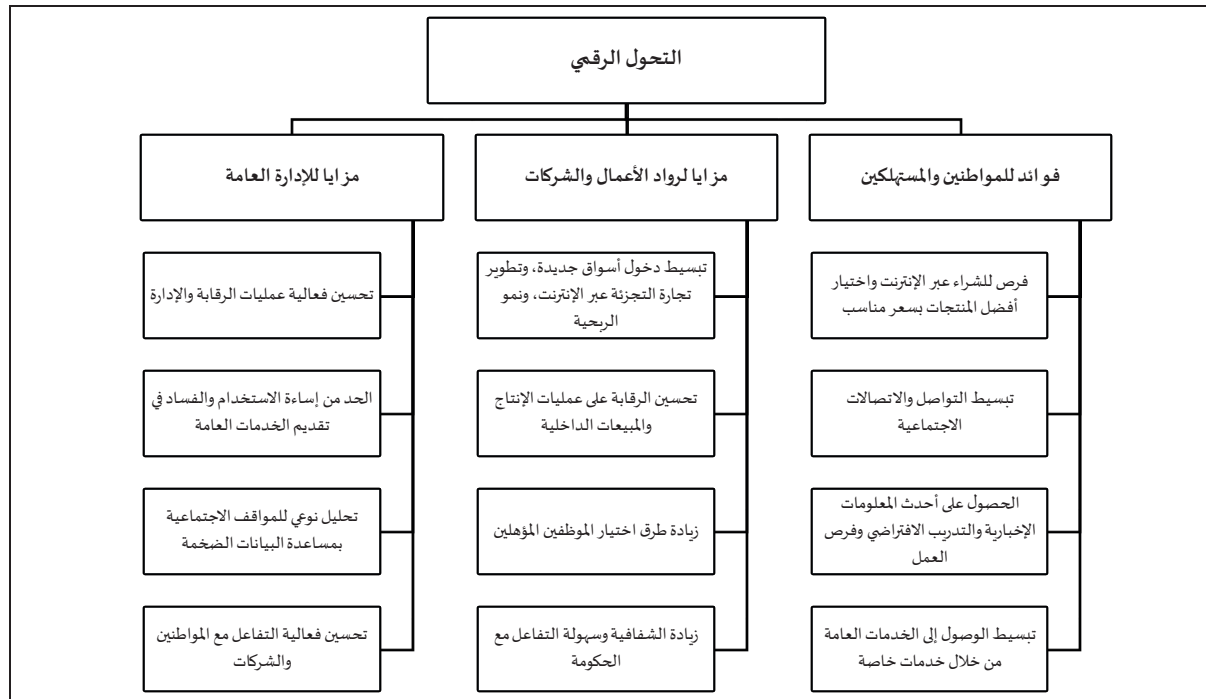 التحول الرقمي
فوائد للمواطنين والمستهلكين
مزايا لرواد الأعمال والشركات
مزايا للإدارة العامة
فرص للشراء عبر الإنترنت واختيار
أفضل المنتجات بسعر مناسب
تبسيط التواصل والاتصالات
الاجتماعية
الحصول على أحدث المعلومات
الإخبارية والتدريب الافتراضي وفرص
العمل
تبسيط الوصول إلى الخدمات العامة
من خلال خدمات خاصة
تبسيط دخول أسواق جديدة، وتطوير
تجارة التجزئة عبر الإنترنت، ونمو
الربحية
تحسين الرقابة على عمليات الإنتاج
والمبيعات الداخلية
زيادة طرق اختيار الموظفين المؤهلين
زيادة الشفافية وسهولة التفاعل مع
الحكومة
تحسين فعالية عمليات الرقابة والإدارة
الحد من إساءة الاستخدام والفساد في
تقديم الخدمات العامة
تحليل نوعي للمواقف الاجتماعية
بمساعدة البيانات الضخمة
تحسين فعالية التفاعل مع المواطنين
والشركات